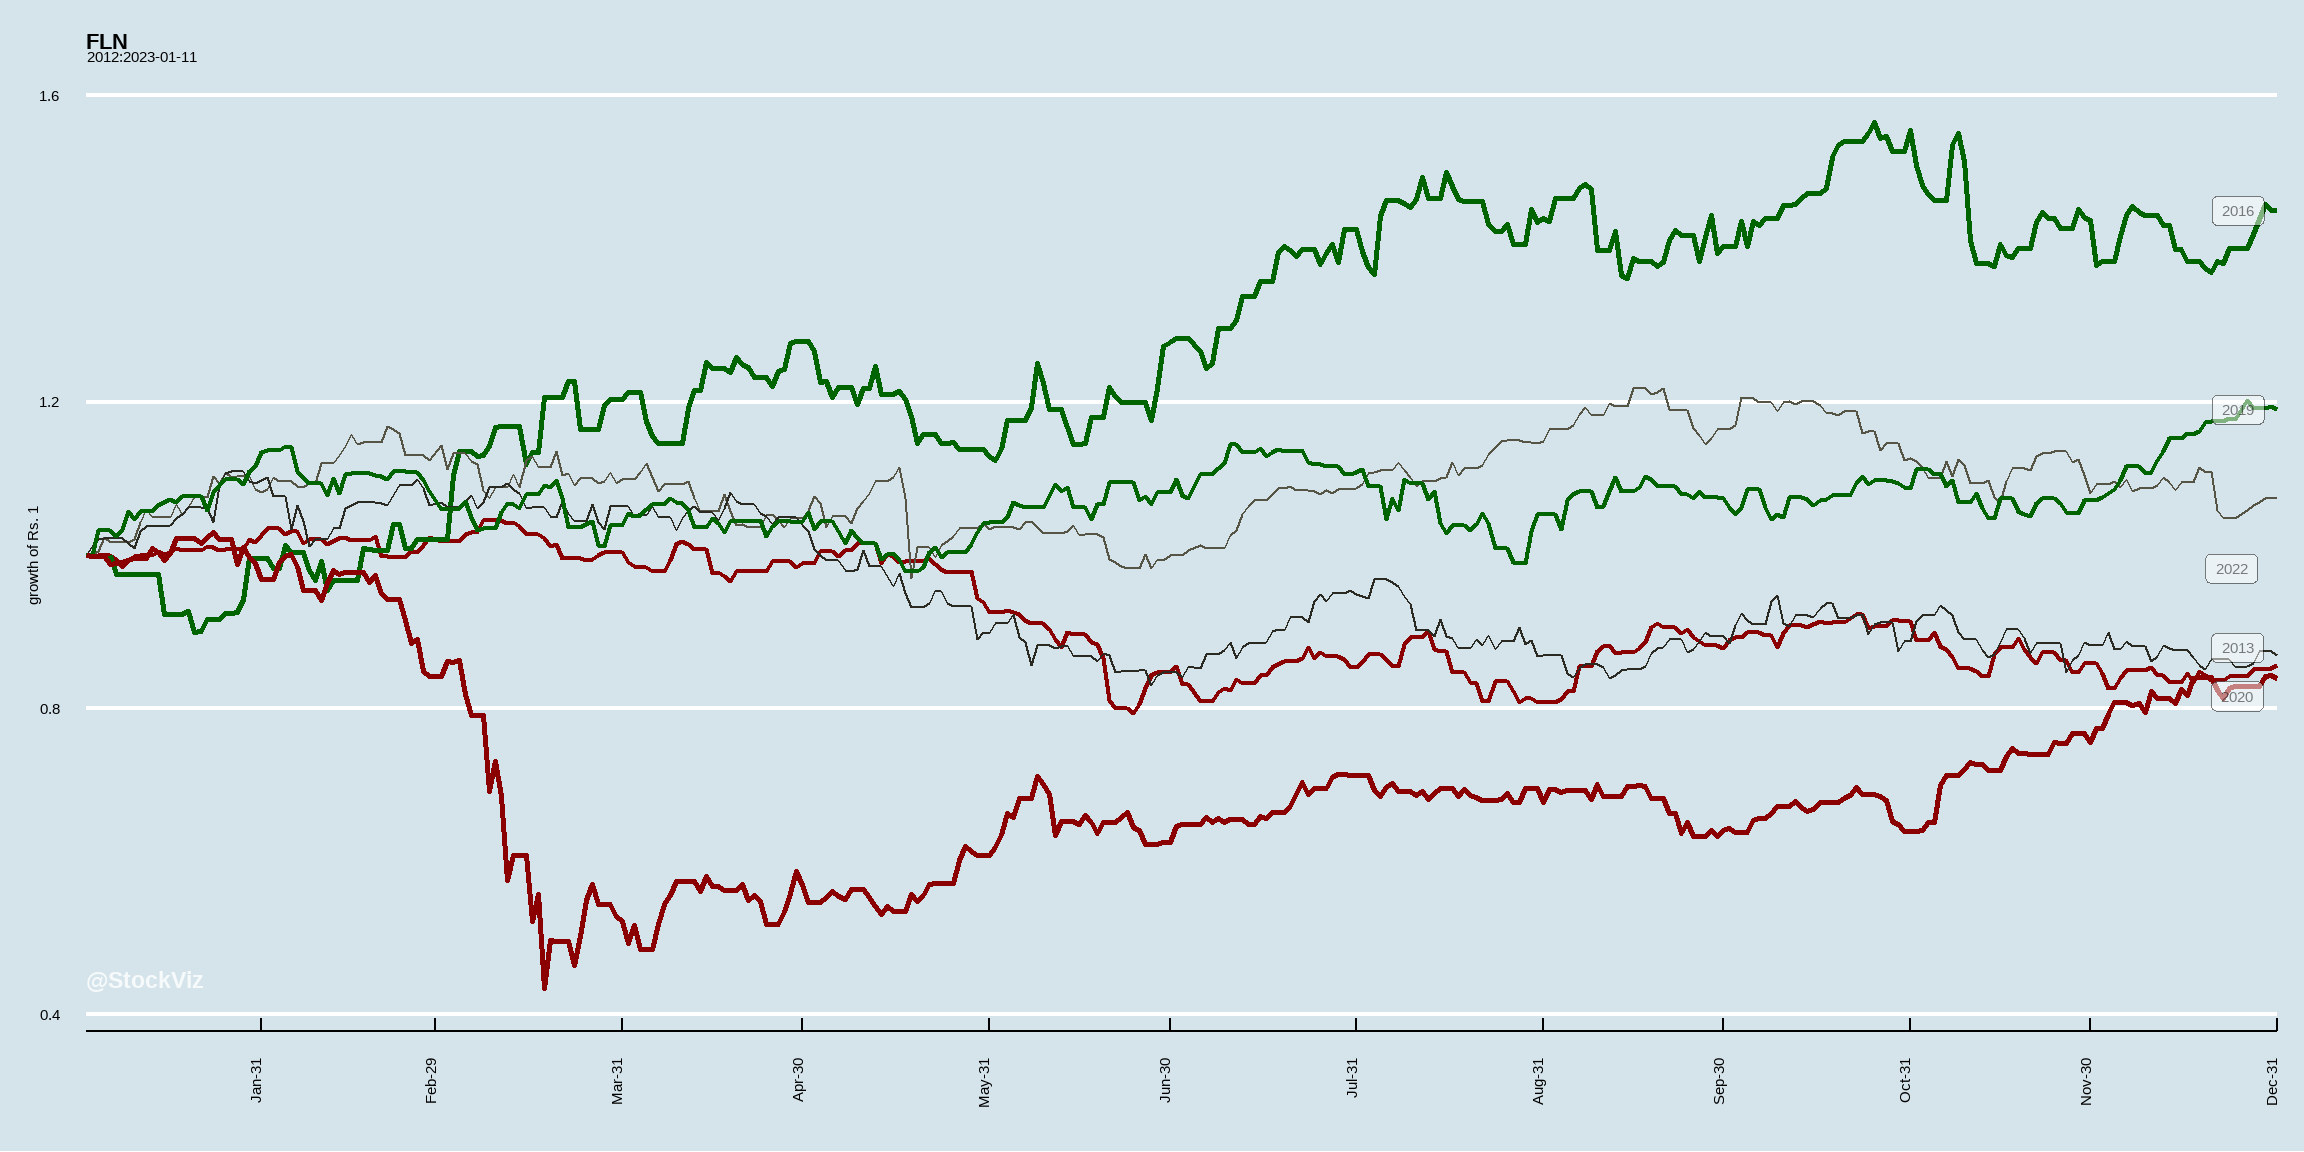 FLN
2012:2023-01-11
1.6
1.2
0.8
0.4
growth of Rs. 1
2016
2019
2022
2013
2020
@StockViz
Jan-31
Feb-29
Mar-31
Apr-30
May-31
Jun-30
Jul-31
Aug-31
Sep-30
Oct-31
Nov-30
Dec-31